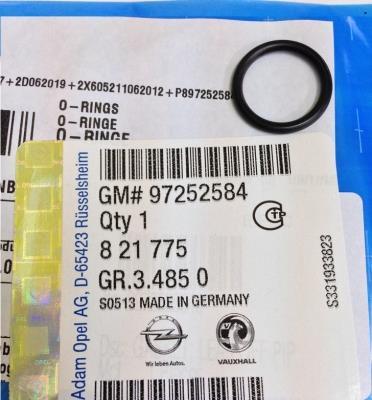 7+2D062019+2X605211062012+P897252584
O-RINGS
O-RINGE
O-RINGE
GM# 97252584
Qty 1
8 21 775
GR.3.485 0
S0513 MADE IN GERMANY
Wir leben Autos.
VAUXHALL
Adam Opel AG, D-65423 Rüsselsheim
S331933823